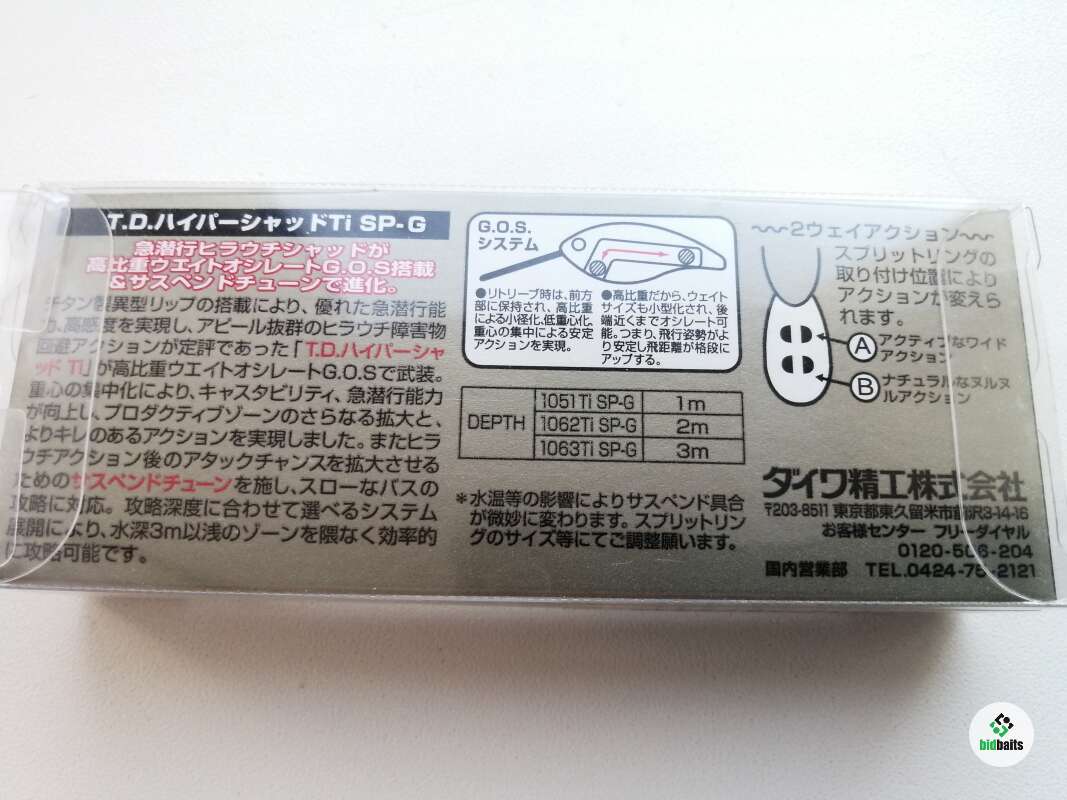 T.D.ハイパーシャッドTi SP-G
急潜行ヒラウチシャッドが
高比重ウエイトオシレートG.O.S搭載
&サスペンドチューンで進化。
チタン製異型リップの搭載により、優れた急潜行能
力、高感度を実現し、アピール抜群のヒラウチ障害物
回避アクションが定評であった「T.D.ハイパーシャ
ッド Ti」が高比重ウエイトオシレートG.O.Sで武装。
重心の集中化により、キャスタビリティ、急潜行能力
が向上し、プロダクティブゾーンのさらなる拡大と、
よりキレのあるアクションを実現しました。またヒラ
ウチアクション後のアタックチャンスを拡大させる
ためのサスペンドチューンを施し、スローなバスの
攻略に対応。攻略深度に合わせて選べるシステム
展開により、水深3m以浅のゾーンを隈なく効率的
に攻略可能です。
G.O.S.
システム
●リトリーブ時は、前方
部に保持され、高比重
による小径化、低重心化、
重心の集中による安定
アクションを実現。
●高比重だから、ウェイト
サイズも小型化され、後
端近くまでオシレート可
能。つまり、飛行姿勢がよ
り安定し飛距離が格段に
アップする。
DEPTH
1051Ti SP-G 1m
1062Ti SP-G 2m
1063Ti SP-G 3m
*水温等の影響によりサスペンド具合
が微妙に変わります。スプリットリン
グのサイズ等にてご調整願います。
2ウェイアクション
スプリットリングの
取り付け位置により
アクションが変えら
れます。
A アクティブなワイド
アクション
B ナチュラルなヌルヌ
ルアクション
ダイワ精工株式会社
〒203-8511 東京都東久留米市前沢3-14-16
お客様センター フリーダイヤル
0120-506-204
国内営業部 TEL.0424-75-2121
bidbaits